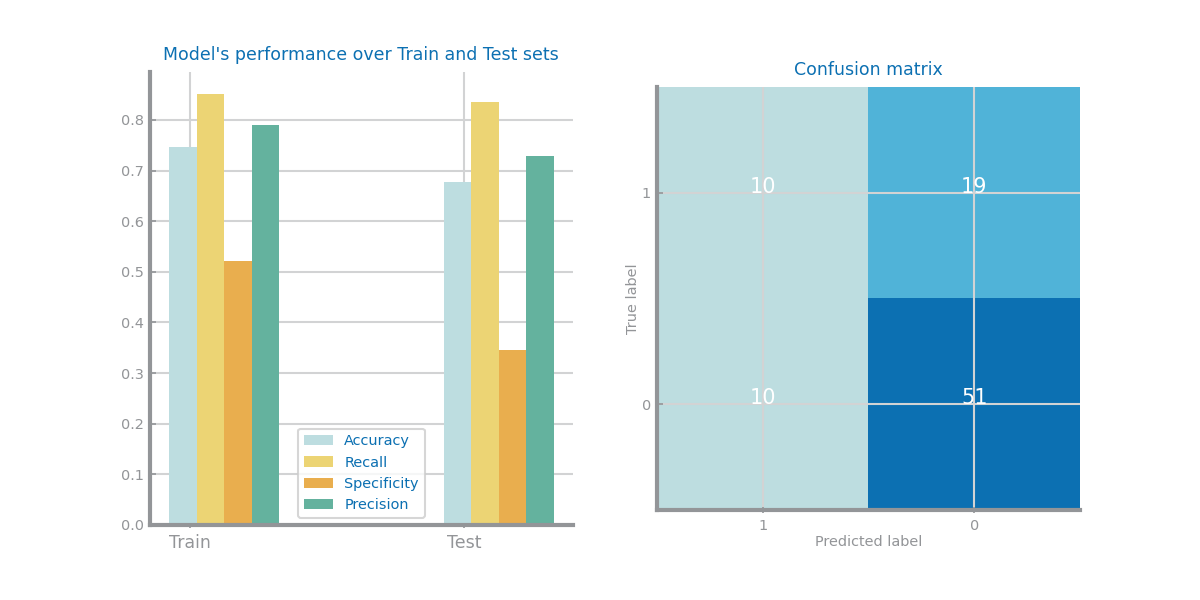 Model's performance over Train and Test sets
0.8
0.7
0.6
0.5
0.4
0.3
0.2
0.1
0.0
Train
Test
Accuracy
Recall
Specificity
Precision
Confusion matrix
True label
1
0
10
19
10
51
1
0
Predicted label